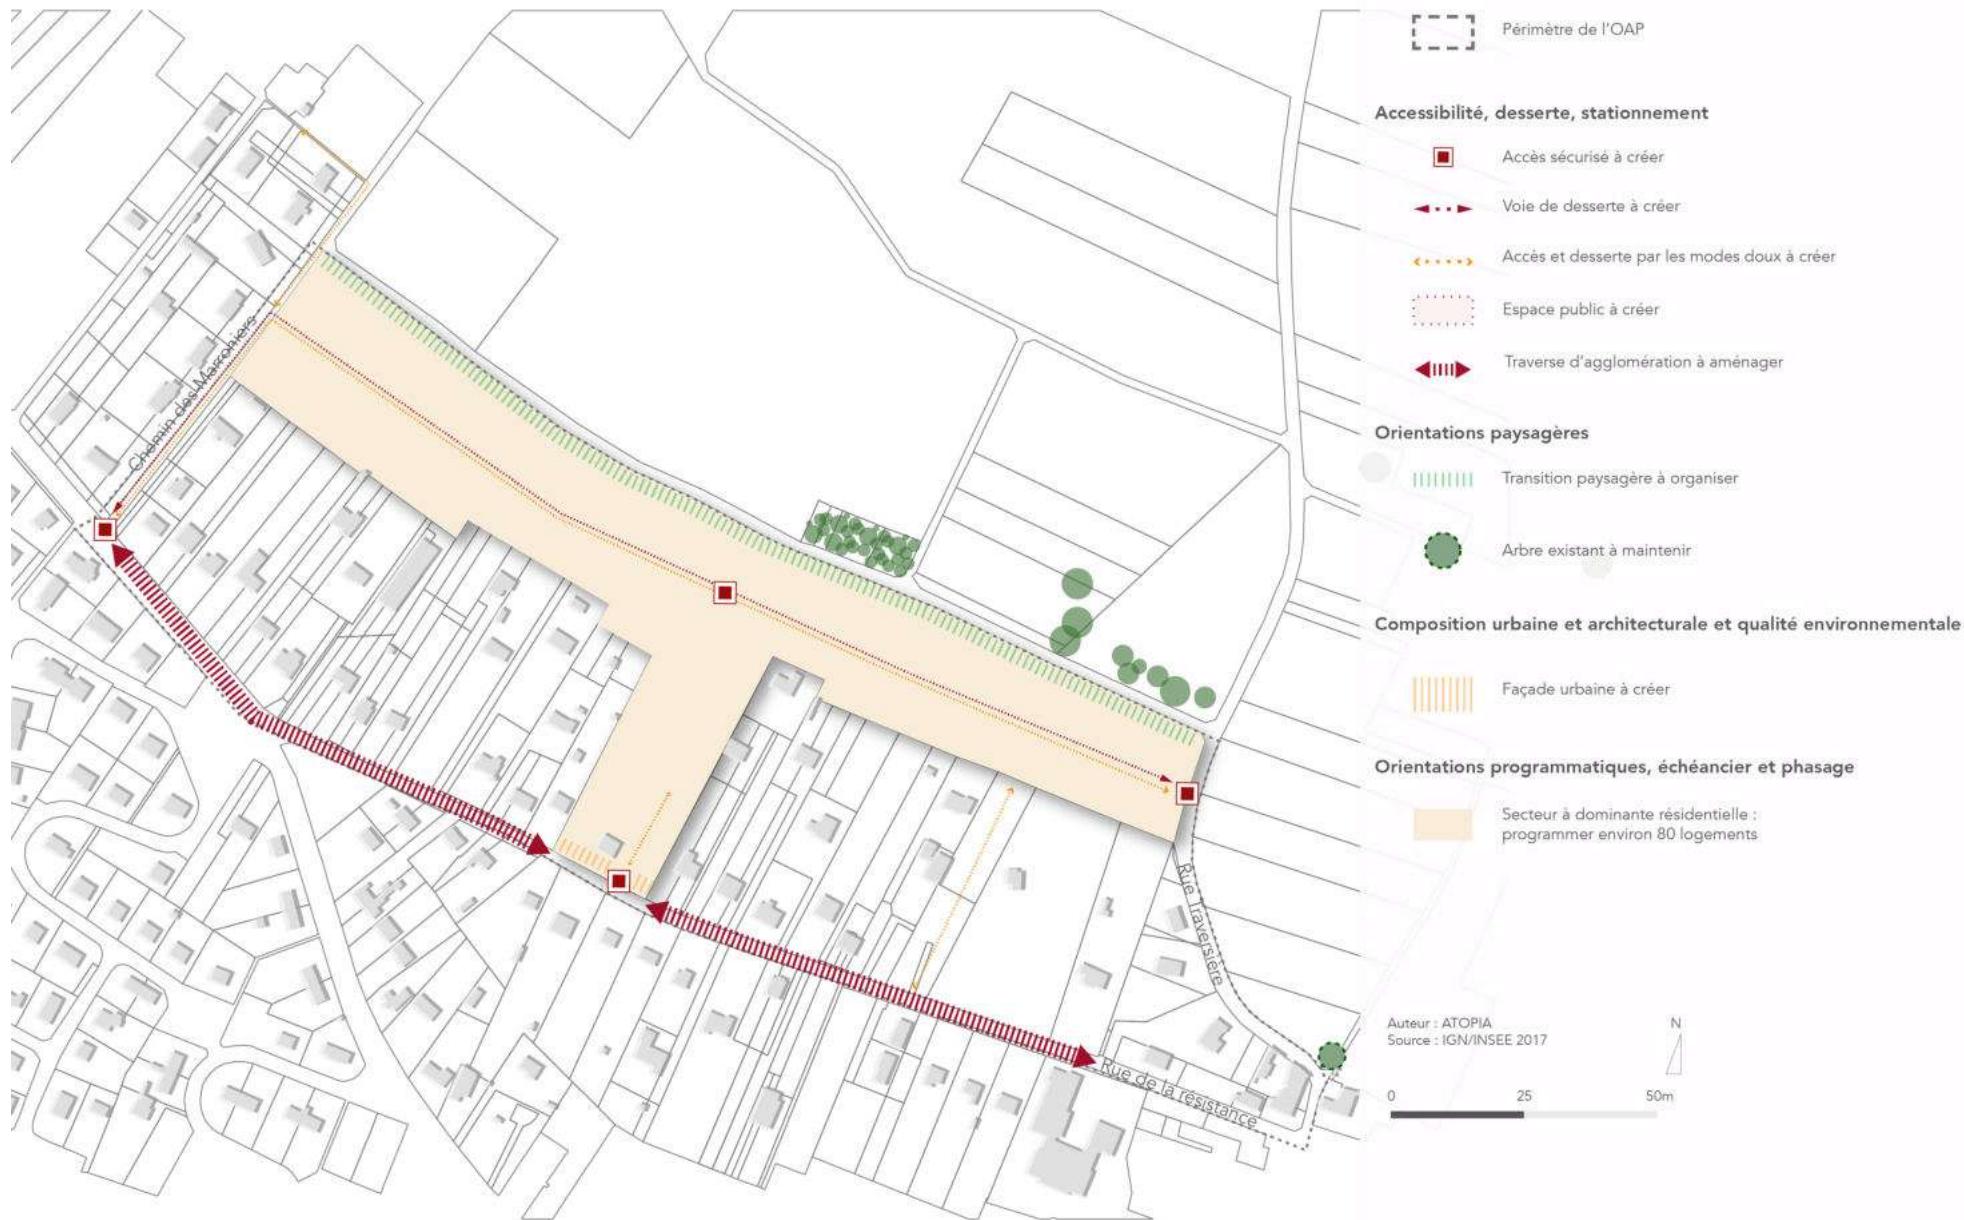 Périmètre de l'OAP
Accessibilité, desserte, stationnement
Accès sécurisé à créer
Voie de desserte à créer
Accès et desserte par les modes doux à créer
Espace public à créer
Traverse d'agglomération à aménager
Orientations paysagères
Transition paysagère à organiser
Arbre existant à maintenir
Composition urbaine et architecturale et qualité environnementale
Façade urbaine à créer
Orientations programmatiques, échéancier et phasage
Secteur à dominante résidentielle :
programmer environ 80 logements
Chemin des Marronniers
Rue Traversière
Rue de la résistance
Auteur : ATOPIA
Source : IGN/INSEE 2017
N
0 25 50m